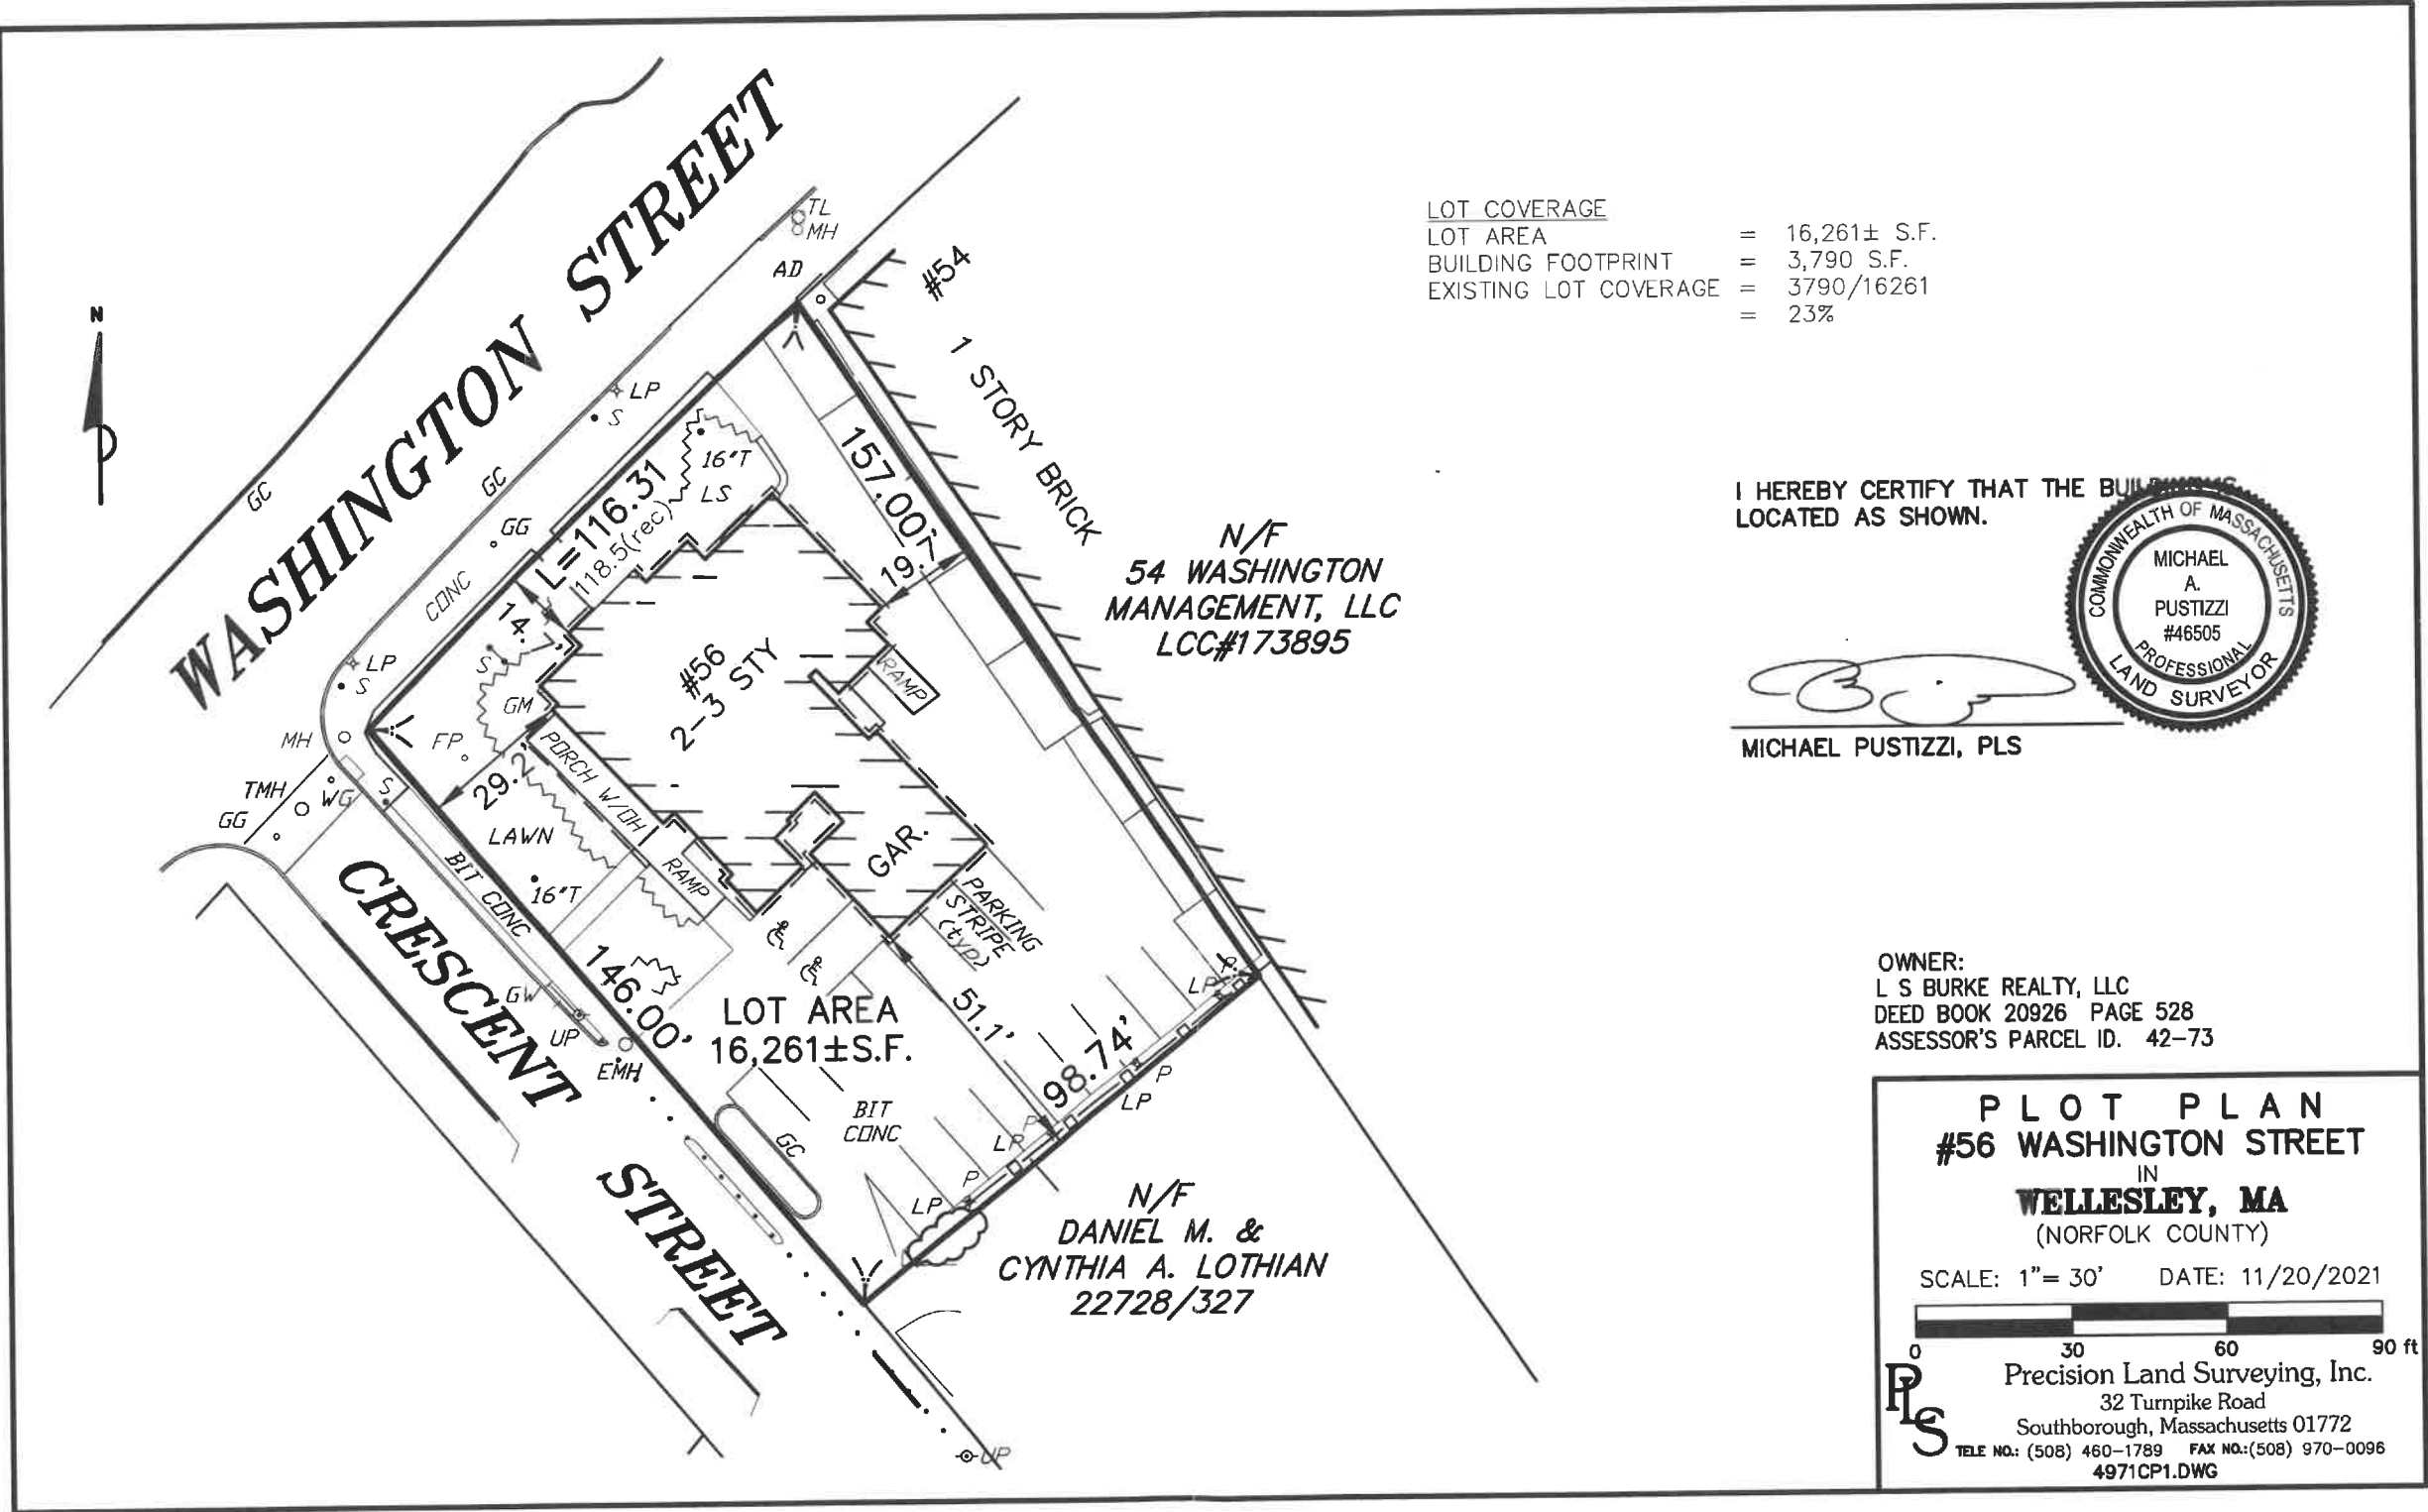 WASHINGTON STREET
GC
TL
MH
AD
#54
1 STORY BRICK
LOT COVERAGE
LOT AREA = 16,261± S.F.
BUILDING FOOTPRINT = 3,790 S.F.
EXISTING LOT COVERAGE = 3790/16261
= 23%
N
LP
S
GC
GG
CONC
L=116.31
118.5(rec)
16"T
LS
157.00'
19.7'
14.
#56
2-3 STY
RAMP
N/F
54 WASHINGTON
MANAGEMENT, LLC
LCC#173895
I HEREBY CERTIFY THAT THE
LOCATED AS SHOWN.
COMMONWEALTH OF MASSACHUSETTS
MICHAEL
A.
PUSTIZZI
#46505
PROFESSIONAL
LAND SURVEYOR
MICHAEL PUSTIZZI, PLS
LP
S
MH
FP
S
GM
29.2'
PORCH W/OH
TMH
WG
S
GG
LAWN
BIT CONC
16"T
RAMP
GAR.
PARKING
STRIPE
(typ)
CRESCENT STREET
146.00'
GW
UP
EMH
LOT AREA
16,261±S.F.
51.1'
98.74'
LP
P
P
LP
P
LP
P
LP
BIT
CONC
GC
N/F
DANIEL M. &
CYNTHIA A. LOTHIAN
22728/327
UP
OWNER:
L S BURKE REALTY, LLC
DEED BOOK 20926 PAGE 528
ASSESSOR'S PARCEL ID. 42-73
PLOT PLAN
#56 WASHINGTON STREET
IN
WELLESLEY, MA
(NORFOLK COUNTY)
SCALE: 1"= 30' DATE: 11/20/2021
0 30 60 90 ft
PLS
Precision Land Surveying, Inc.
32 Turnpike Road
Southborough, Massachusetts 01772
TELE NO.: (508) 460-1789 FAX NO.:(508) 970-0096
4971CP1.DWG